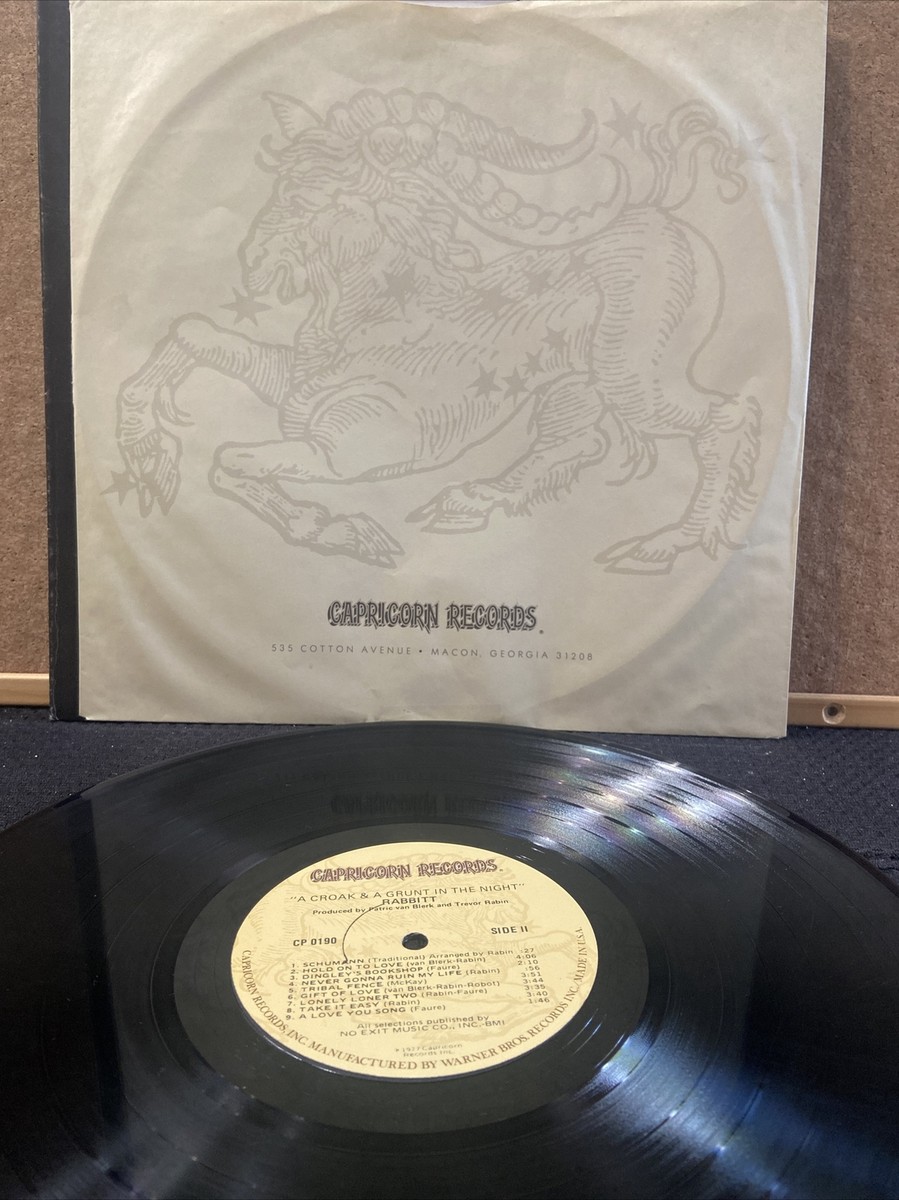 CAPRICORN RECORDS.
535 COTTON AVENUE • MACON, GEORGIA 31208
CAPRICORN RECORDS.
"A CROAK & A GRUNT IN THE NIGHT"
RABBITT
Produced by Patric van Blerk and Trevor Rabin
CP 0190
SIDE II
1. SCHUMANN (Traditional) Arranged by Rabin :27
2. HOLD ON TO LOVE (van Blerk-Rabin) 4:06
3. DINGLEY'S BOOKSHOP (Faure) 2:10
4. NEVER GONNA RUIN MY LIFE (Rabin) :56
5. TRIBAL FENCE (McKay) 3:51
6. GIFT OF LOVE (van Blerk-Rabin-Robot) 3:44
7. LONELY LONER TWO (Rabin-Faure) 3:35
8. TAKE IT EASY (Rabin) 3:40
9. A LOVE YOU SONG (Faure) 1:46
All selections published by
NO EXIT MUSIC CO., INC.-BMI
℗ 1977 Capricorn
Records Inc.
CAPRICORN RECORDS, INC. MANUFACTURED BY WARNER BROS. RECORDS INC. MADE IN U.S.A.